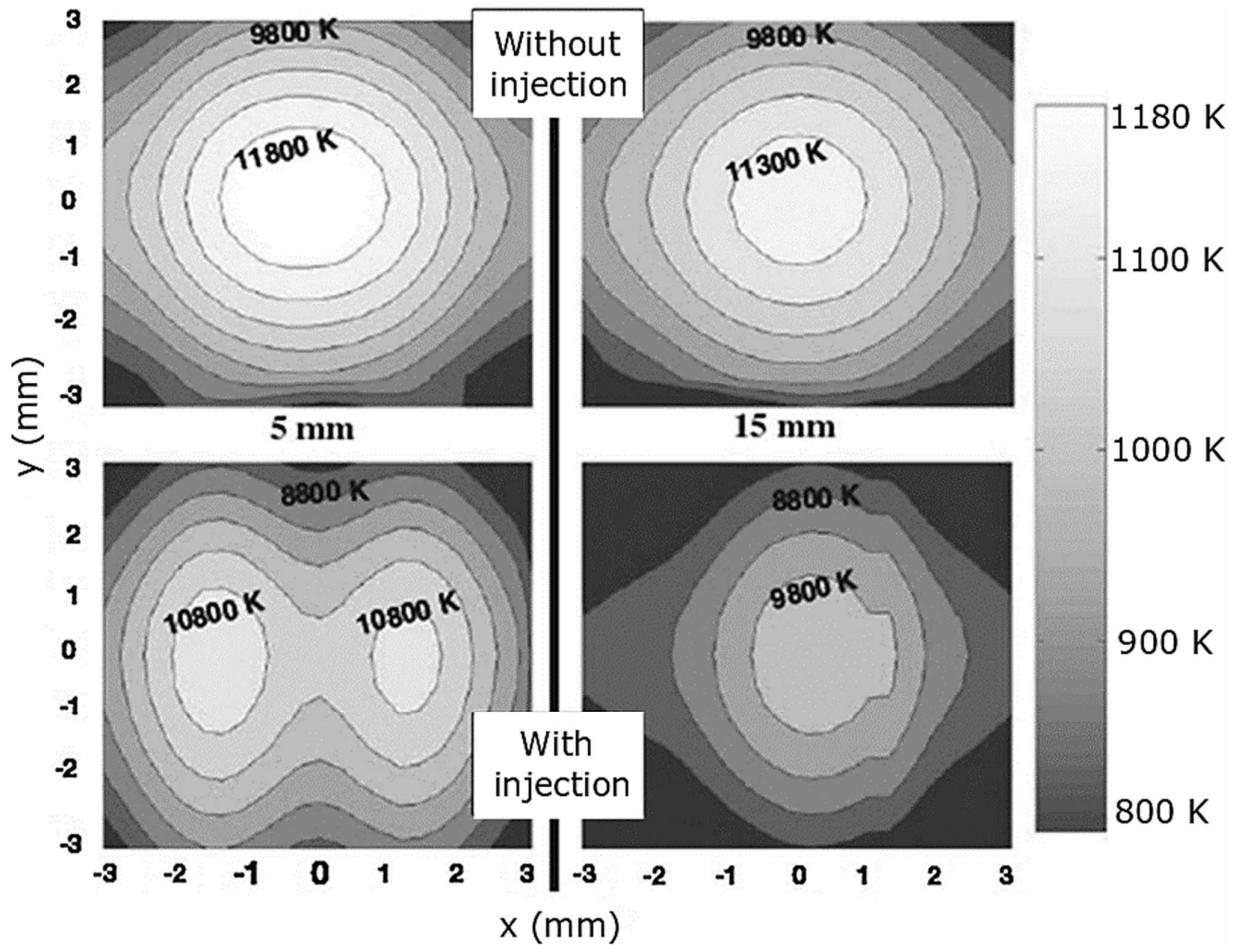 3
2
1
0
-1
-2
-3
9800 K
11800 K
Without
injection
9800 K
11300 K
5 mm
15 mm
1180 K
1100 K
1000 K
900 K
800 K
y (mm)
3
2
1
0
-1
-2
-3
8800 K
10800 K
10800 K
With
injection
8800 K
9800 K
-3 -2 -1 0 1 2 3
-3 -2 -1 0 1 2 3
x (mm)